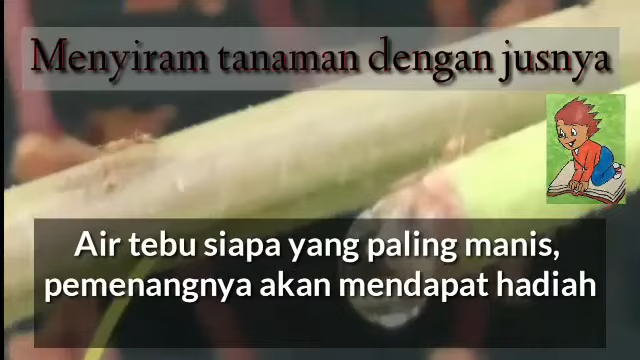 Menyiram tanaman dengan jusnya
Air tebu siapa yang paling manis,
pemenangnya akan mendapat hadiah